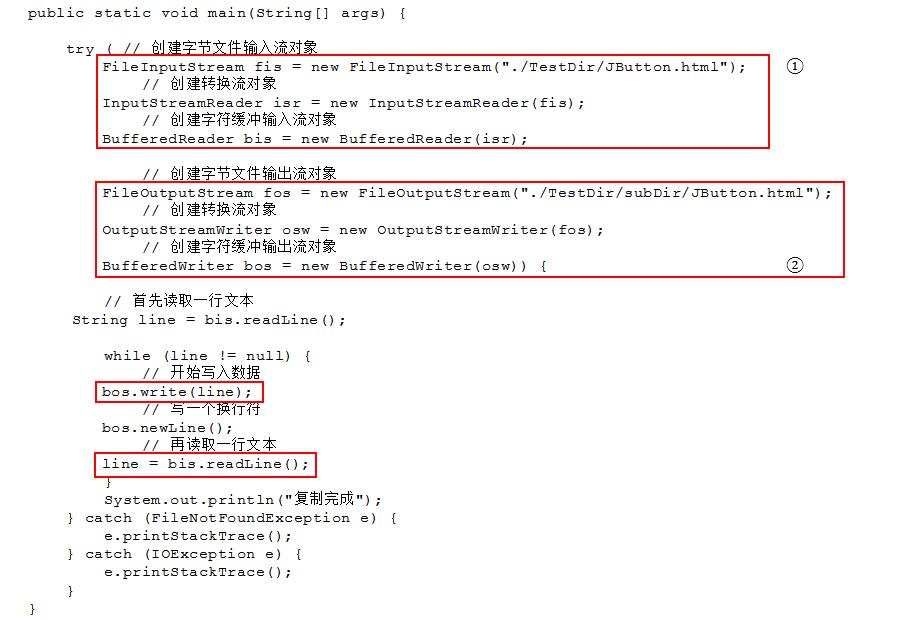 public static void main(String[] args) {
try ( // 创建字节文件输入流对象
FileInputStream fis = new FileInputStream("./TestDir/JButton.html"); ①
// 创建转换流对象
InputStreamReader isr = new InputStreamReader(fis);
// 创建字符缓冲输入流对象
BufferedReader bis = new BufferedReader(isr);
// 创建字节文件输出流对象
FileOutputStream fos = new FileOutputStream("./TestDir/subDir/JButton.html");
// 创建转换流对象
OutputStreamWriter osw = new OutputStreamWriter(fos);
// 创建字符缓冲输出流对象
BufferedWriter bos = new BufferedWriter(osw)) { ②
// 首先读取一行文本
String line = bis.readLine();
while (line != null) {
// 开始写入数据
bos.write(line);
// 写一个换行符
bos.newLine();
// 再读取一行文本
line = bis.readLine();
}
System.out.println("复制完成");
} catch (FileNotFoundException e) {
e.printStackTrace();
} catch (IOException e) {
e.printStackTrace();
}
}